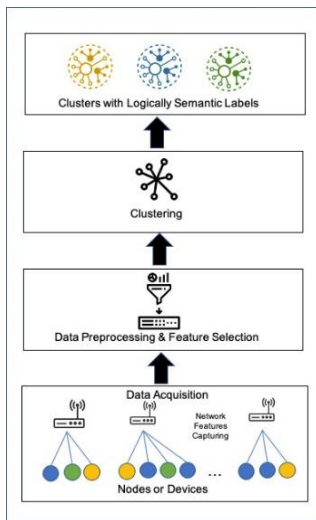 Clusters with Logically Semantic Labels
Clustering
Data Preprocessing & Feature Selection
Data Acquisition
Network
Features
Capturing
...
Nodes or Devices